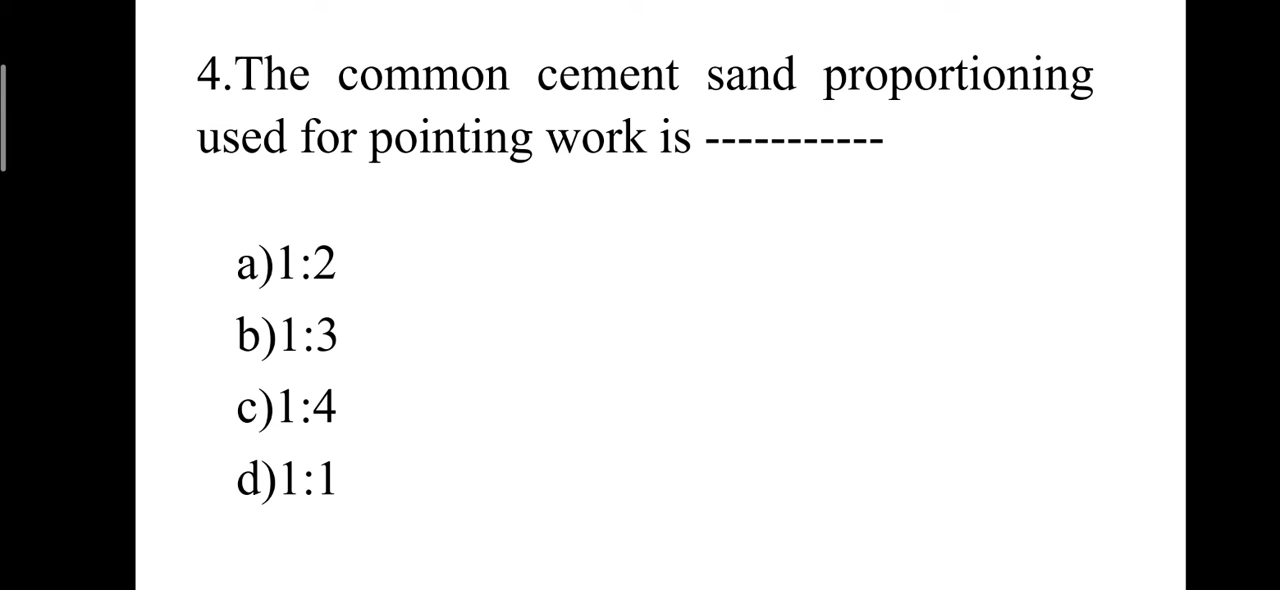 4.The common cement sand proportioning
used for pointing work is -----------
a)1:2
b)1:3
c)1:4
d)1:1